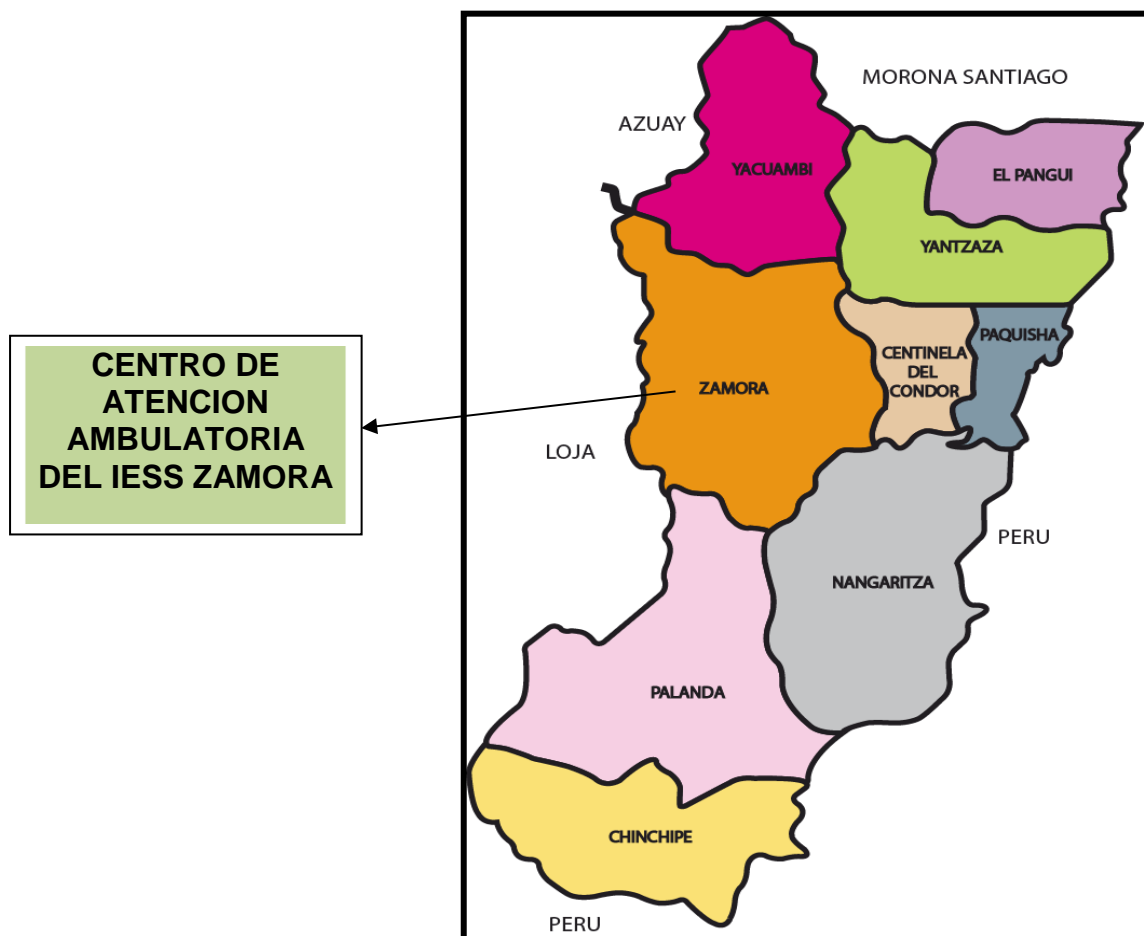 MORONA SANTIAGO
AZUAY
YACUAMBI
EL PANGUI
YANTZAZA
CENTRO DE
ATENCION
AMBULATORIA
DEL IESS ZAMORA
ZAMORA
CENTINELA
DEL
CONDOR
PAQUISHA
LOJA
PERU
NANGARITZA
PALANDA
CHINCHIPE
PERU